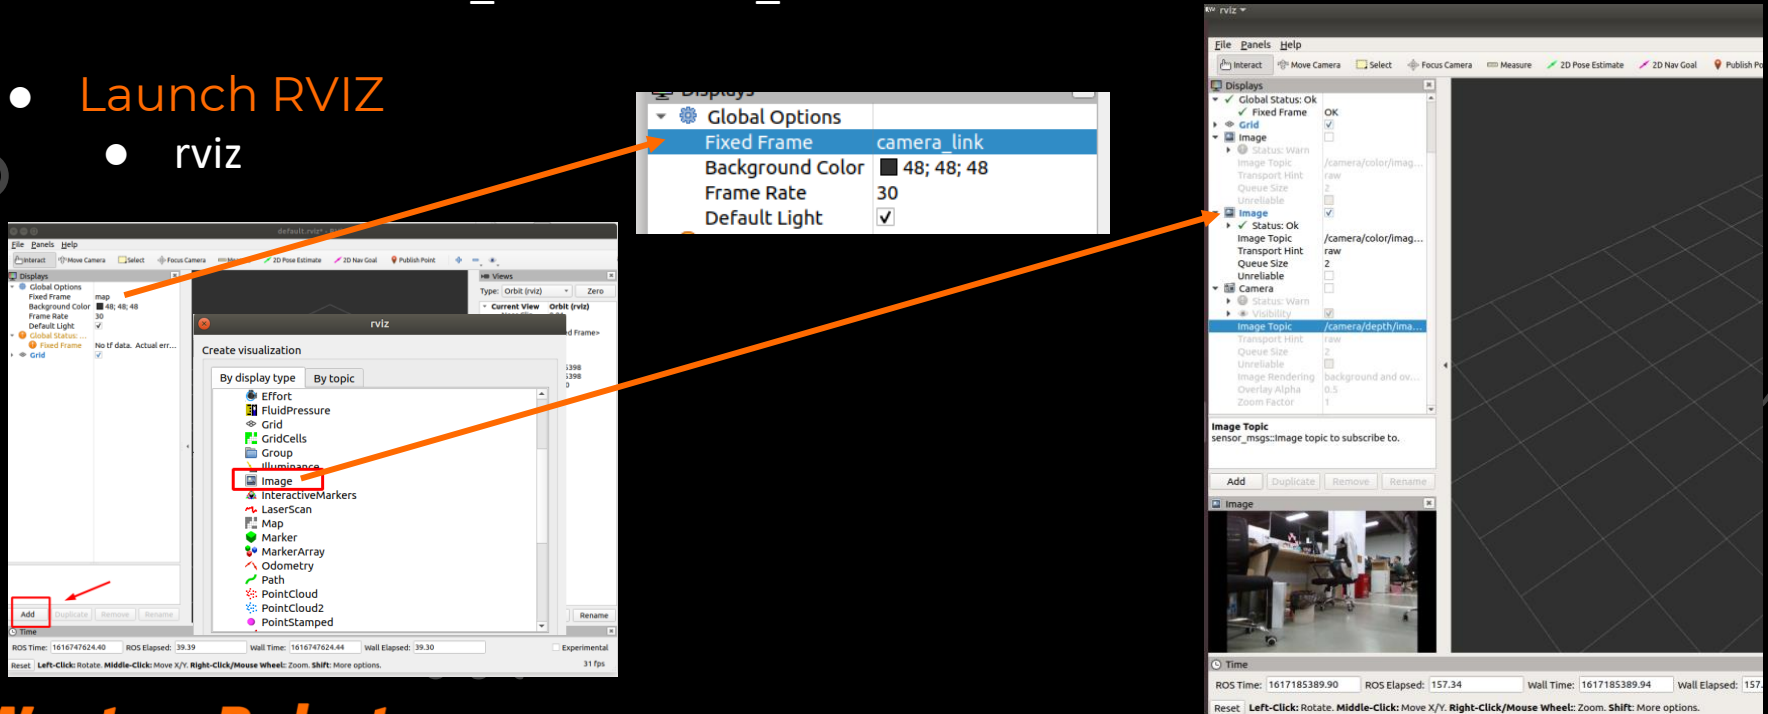 Launch RVIZ
rviz
default.rviz* - RViz
File Panels Help
Interact Move Camera Select Focus Camera Measure 2D Pose Estimate 2D Nav Goal Publish Point
Displays
Global Options
Fixed Frame map
Background Color 48; 48; 48
Frame Rate 30
Default Light
Global Status: ...
Fixed Frame No tf data. Actual err...
Grid
Add Duplicate Remove Rename
Views
Type: Orbit (rviz) Zero
Current View Orbit (rviz)
Rename
rviz
Create visualization
By display type By topic
Effort
FluidPressure
Grid
GridCells
Group
Illuminance
Image
InteractiveMarkers
LaserScan
Map
Marker
MarkerArray
Odometry
Path
PointCloud
PointCloud2
PointStamped
Time
ROS Time: 1616747624.40 ROS Elapsed: 39.39 Wall Time: 1616747624.44 Wall Elapsed: 39.30 Experimental
Reset Left-Click: Rotate. Middle-Click: Move X/Y. Right-Click/Mouse Wheel:: Zoom. Shift: More options. 31 fps
Displays
Global Options
Fixed Frame camera_link
Background Color 48; 48; 48
Frame Rate 30
Default Light
rviz
File Panels Help
Interact Move Camera Select Focus Camera Measure 2D Pose Estimate 2D Nav Goal Publish Po
Displays
Global Status: Ok
Fixed Frame OK
Grid
Image
Status: Warn
Image Topic /camera/color/imag...
Transport Hint raw
Queue Size 2
Unreliable
Image
Status: Ok
Image Topic /camera/color/imag...
Transport Hint raw
Queue Size 2
Unreliable
Camera
Status: Warn
Visibility
Image Topic /camera/depth/ima...
Transport Hint raw
Queue Size 2
Unreliable
Image Rendering background and ov...
Overlay Alpha 0.5
Zoom Factor 1
Image Topic
sensor_msgs::Image topic to subscribe to.
Add Duplicate Remove Rename
Image
Time
ROS Time: 1617185389.90 ROS Elapsed: 157.34 Wall Time: 1617185389.94 Wall Elapsed: 157.
Reset Left-Click: Rotate. Middle-Click: Move X/Y. Right-Click/Mouse Wheel:: Zoom. Shift: More options.